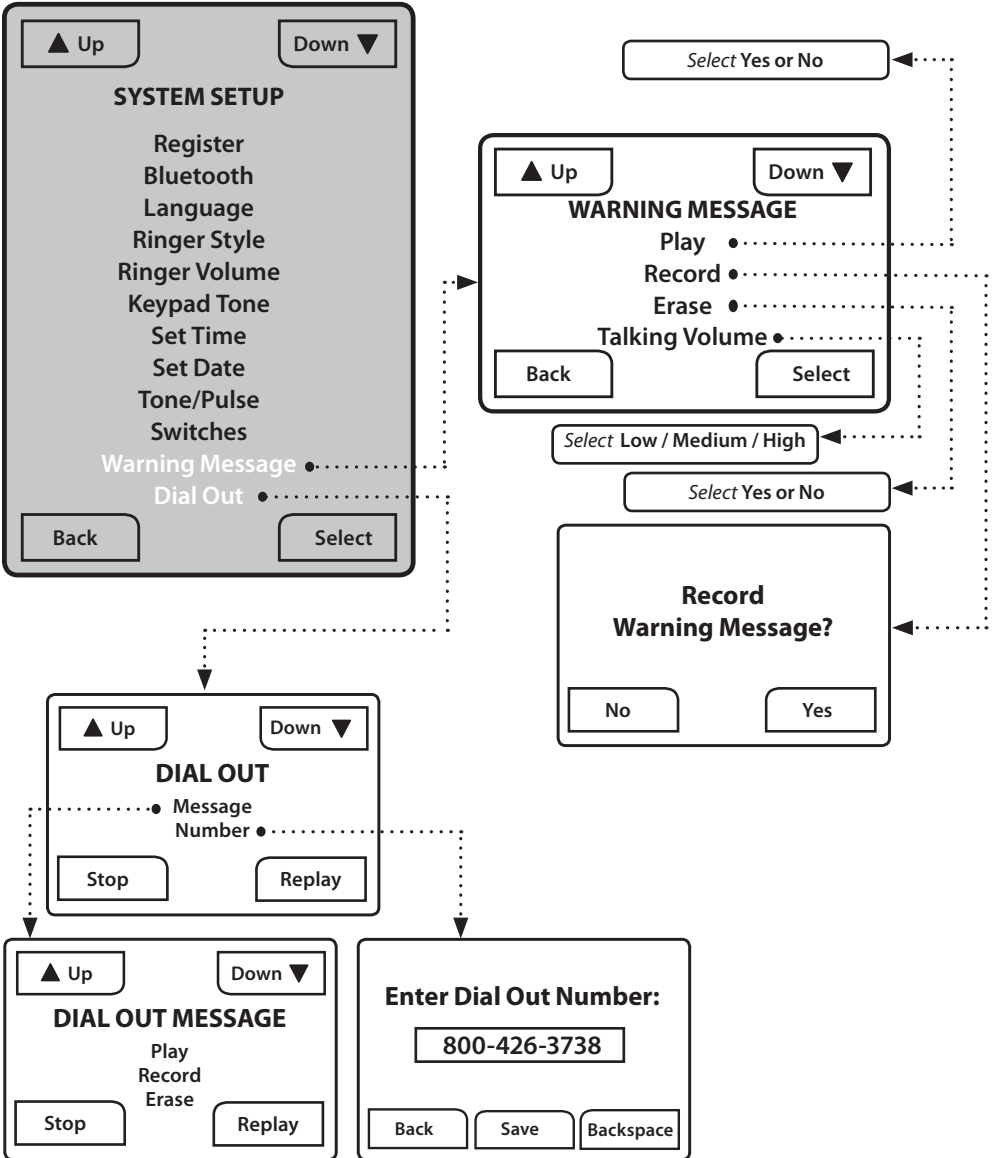 ▲ Up
Down ▼
SYSTEM SETUP
Register
Bluetooth
Language
Ringer Style
Ringer Volume
Keypad Tone
Set Time
Set Date
Tone/Pulse
Switches
Warning Message
Dial Out
Back
Select
Select Yes or No
▲ Up
Down ▼
WARNING MESSAGE
Play
Record
Erase
Talking Volume
Back
Select
Select Low / Medium / High
Select Yes or No
Record
Warning Message?
No
Yes
▲ Up
Down ▼
DIAL OUT
Message
Number
Stop
Replay
▲ Up
Down ▼
DIAL OUT MESSAGE
Play
Record
Erase
Stop
Replay
Enter Dial Out Number:
800-426-3738
Back
Save
Backspace